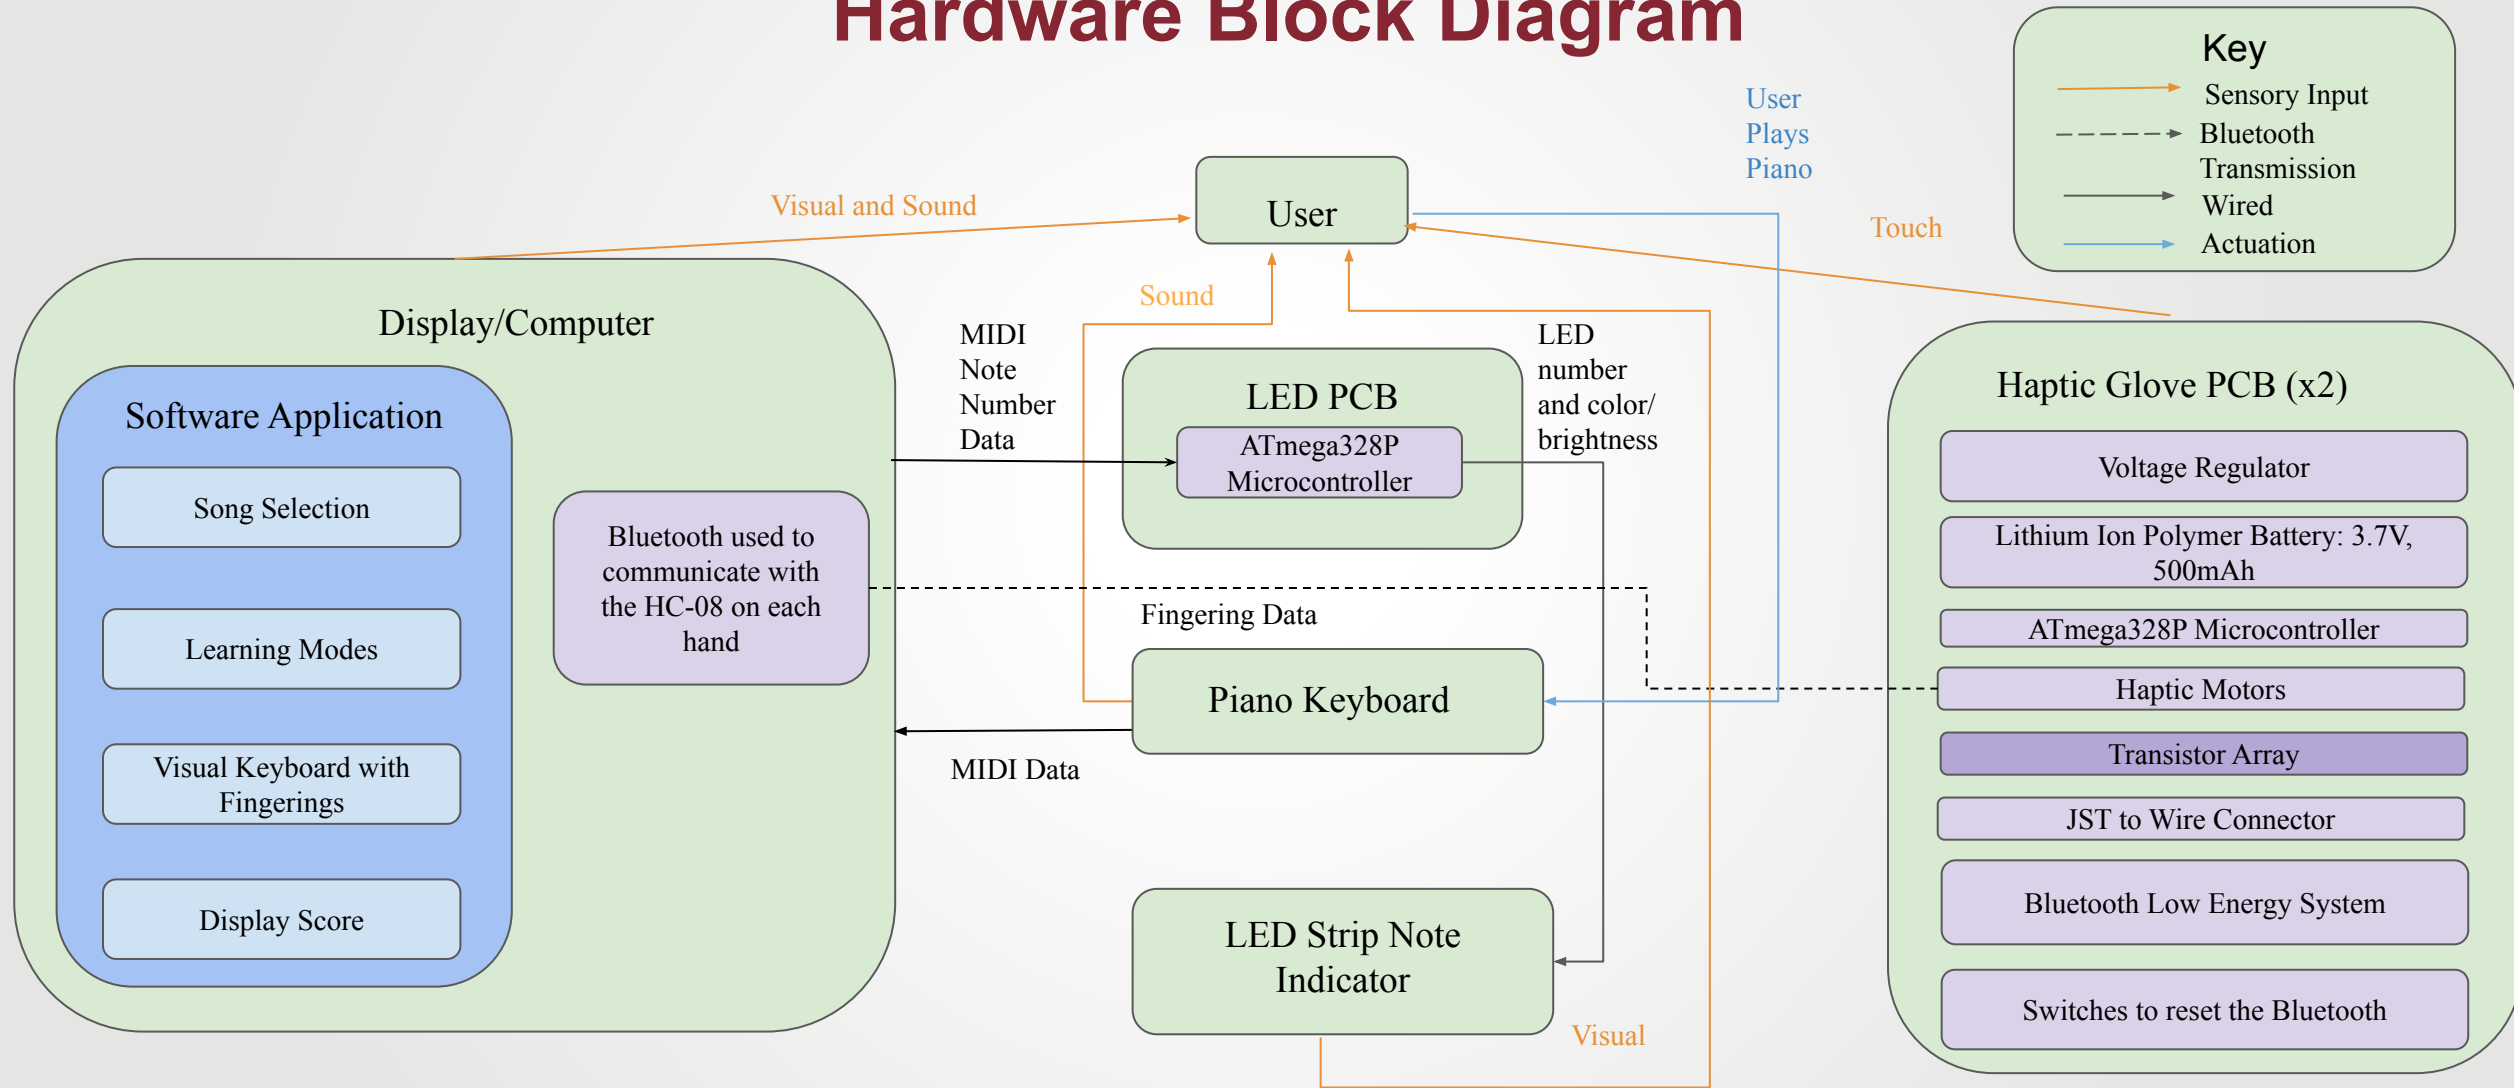 Hardware Block Diagram
Key
Sensory Input
Bluetooth
Transmission
Wired
Actuation
User
Plays
Piano
User
Visual and Sound
Touch
Sound
Display/Computer
Software Application
Song Selection
Learning Modes
Visual Keyboard with
Fingerings
Display Score
Bluetooth used to
communicate with
the HC-08 on each
hand
MIDI
Note
Number
Data
LED PCB
ATmega328P
Microcontroller
LED
number
and color/
brightness
Fingering Data
Piano Keyboard
MIDI Data
LED Strip Note
Indicator
Visual
Haptic Glove PCB (x2)
Voltage Regulator
Lithium Ion Polymer Battery: 3.7V,
500mAh
ATmega328P Microcontroller
Haptic Motors
Transistor Array
JST to Wire Connector
Bluetooth Low Energy System
Switches to reset the Bluetooth